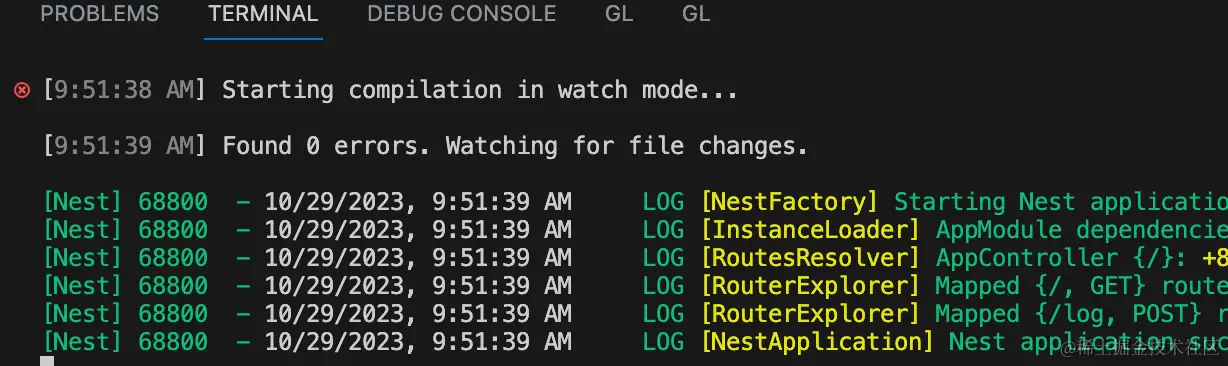 PROBLEMS TERMINAL DEBUG CONSOLE GL GL
[9:51:38 AM] Starting compilation in watch mode...
[9:51:39 AM] Found 0 errors. Watching for file changes.
[Nest] 68800 - 10/29/2023, 9:51:39 AM LOG [NestFactory] Starting Nest applicatio
[Nest] 68800 - 10/29/2023, 9:51:39 AM LOG [InstanceLoader] AppModule dependencie
[Nest] 68800 - 10/29/2023, 9:51:39 AM LOG [RoutesResolver] AppController {/}: +8
[Nest] 68800 - 10/29/2023, 9:51:39 AM LOG [RouterExplorer] Mapped {/, GET} route
[Nest] 68800 - 10/29/2023, 9:51:39 AM LOG [RouterExplorer] Mapped {/log, POST} r
[Nest] 68800 - 10/29/2023, 9:51:39 AM LOG [NestApplication] Nest application suc
@稀土掘金技术社区